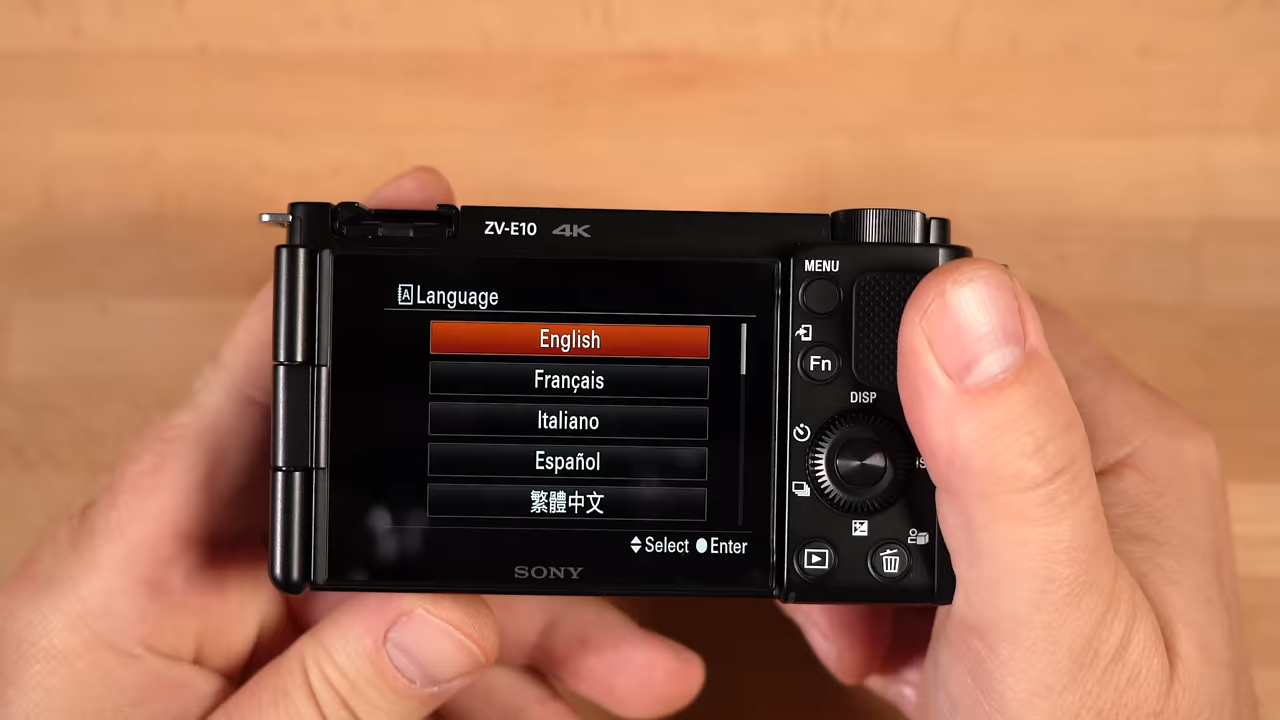 ZV-E10 4K
MENU
Language
English
Fn
Français
DISP
Italiano
Español
繁體中文
Select Enter
SONY